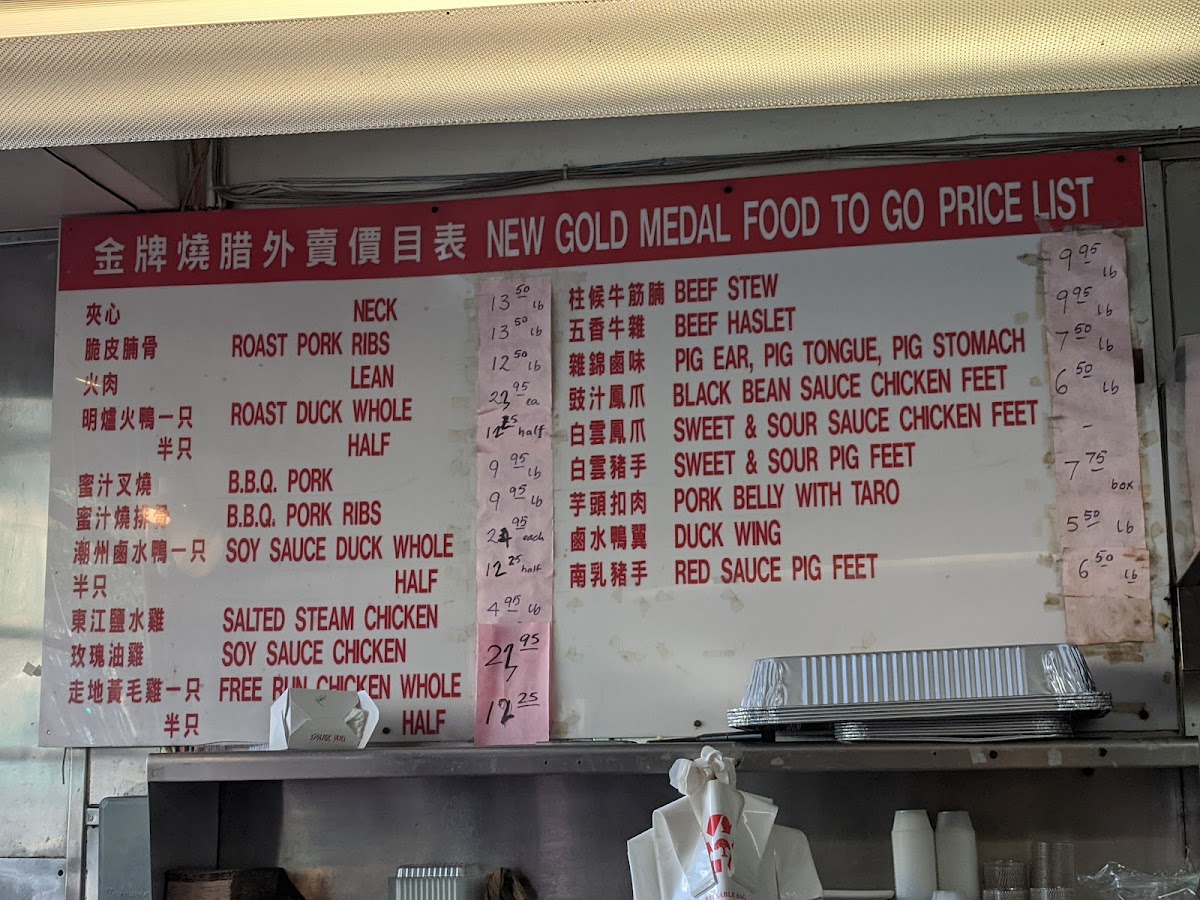 金牌燒腊外賣價目表 NEW GOLD MEDAL FOOD TO GO PRICE LIST
夾心 NECK 13 50 lb
脆皮腩骨 ROAST PORK RIBS 13 50 lb
火肉 LEAN 12 50 lb
明爐火鴨一只 ROAST DUCK WHOLE 95 ea
半只 HALF half
蜜汁叉燒 B.B.Q. PORK 9 95 lb
蜜汁燒排骨 B.B.Q. PORK RIBS 9 95 lb
潮州鹵水鴨一只 SOY SAUCE DUCK WHOLE 95 each
半只 HALF 12 25 half
東江鹽水雞 SALTED STEAM CHICKEN 4 95 lb
玫瑰油雞 SOY SAUCE CHICKEN 95
走地黃毛雞一只 FREE RUN CHICKEN WHOLE
半只 HALF 12 25
柱候牛筋腩 BEEF STEW 9 95 lb
五香牛雜 BEEF HASLET 9 95 lb
雜錦鹵味 PIG EAR, PIG TONGUE, PIG STOMACH 7 50 lb
豉汁鳳爪 BLACK BEAN SAUCE CHICKEN FEET 6 50 lb
白雲鳳爪 SWEET & SOUR SAUCE CHICKEN FEET -
白雲豬手 SWEET & SOUR PIG FEET 7 75 box
芋頭扣肉 PORK BELLY WITH TARO
鹵水鴨翼 DUCK WING 5 50 lb
南乳豬手 RED SAUCE PIG FEET 6 50 lb
THANK YOU